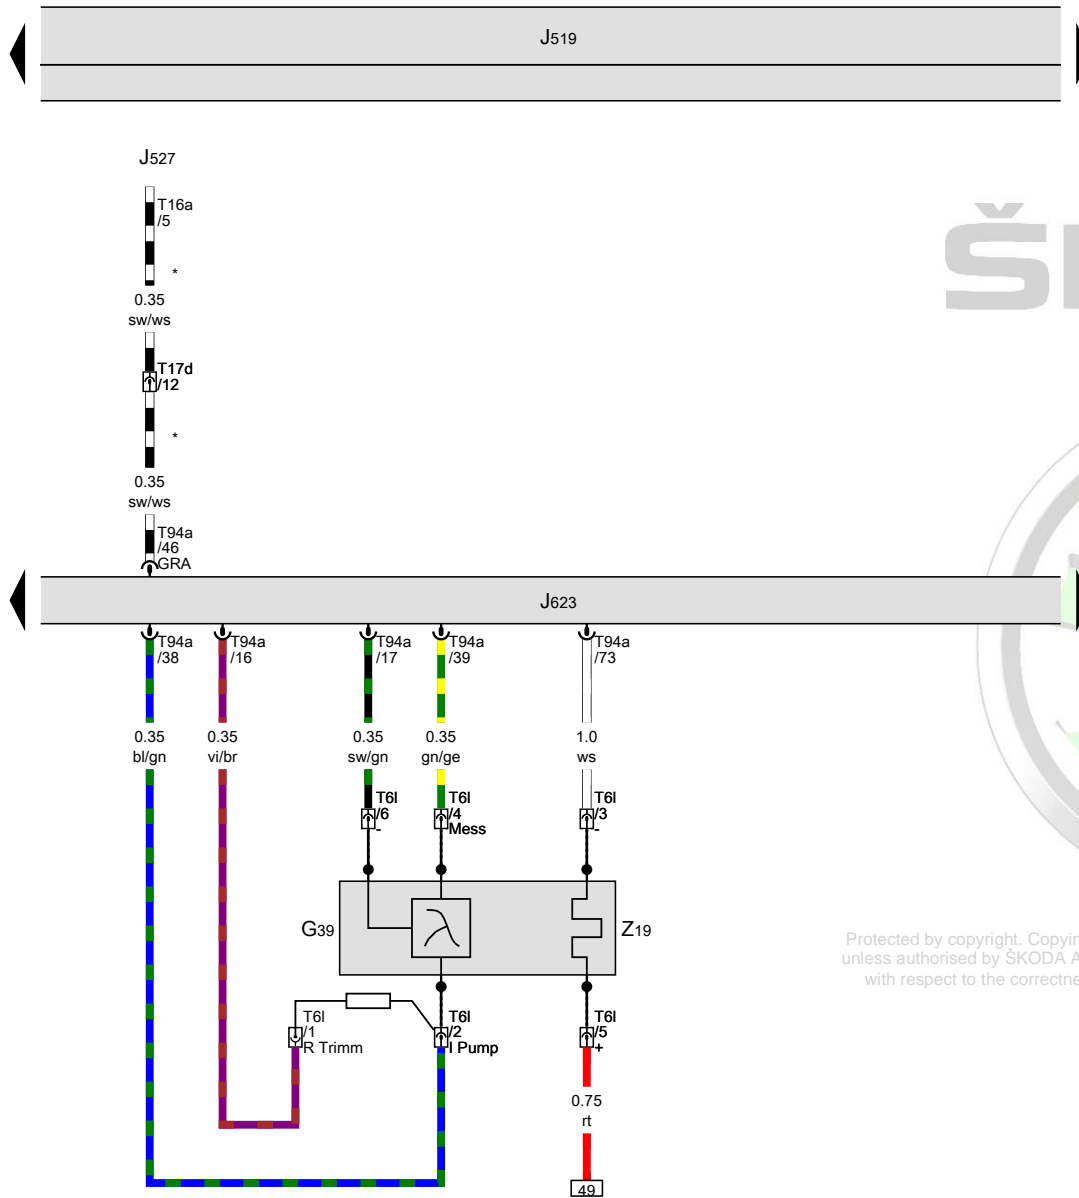 J519
J527
T16a
/5
*
0.35
sw/ws
T17d
/12
*
0.35
sw/ws
T94a
/46
GRA
J623
T94a
/38
T94a
/16
T94a
/17
T94a
/39
T94a
/73
0.35
bl/gn
0.35
vi/br
0.35
sw/gn
0.35
gn/ge
1.0
ws
T6l
/6
-
T6l
/4
Mess
T6l
/3
-
G39
Z19
T6l
/1
R Trimm
T6l
/2
I Pump
T6l
/5
+
0.75
rt
49
Protected by copyright.
unless authorised by ŠKODA
with respect to the